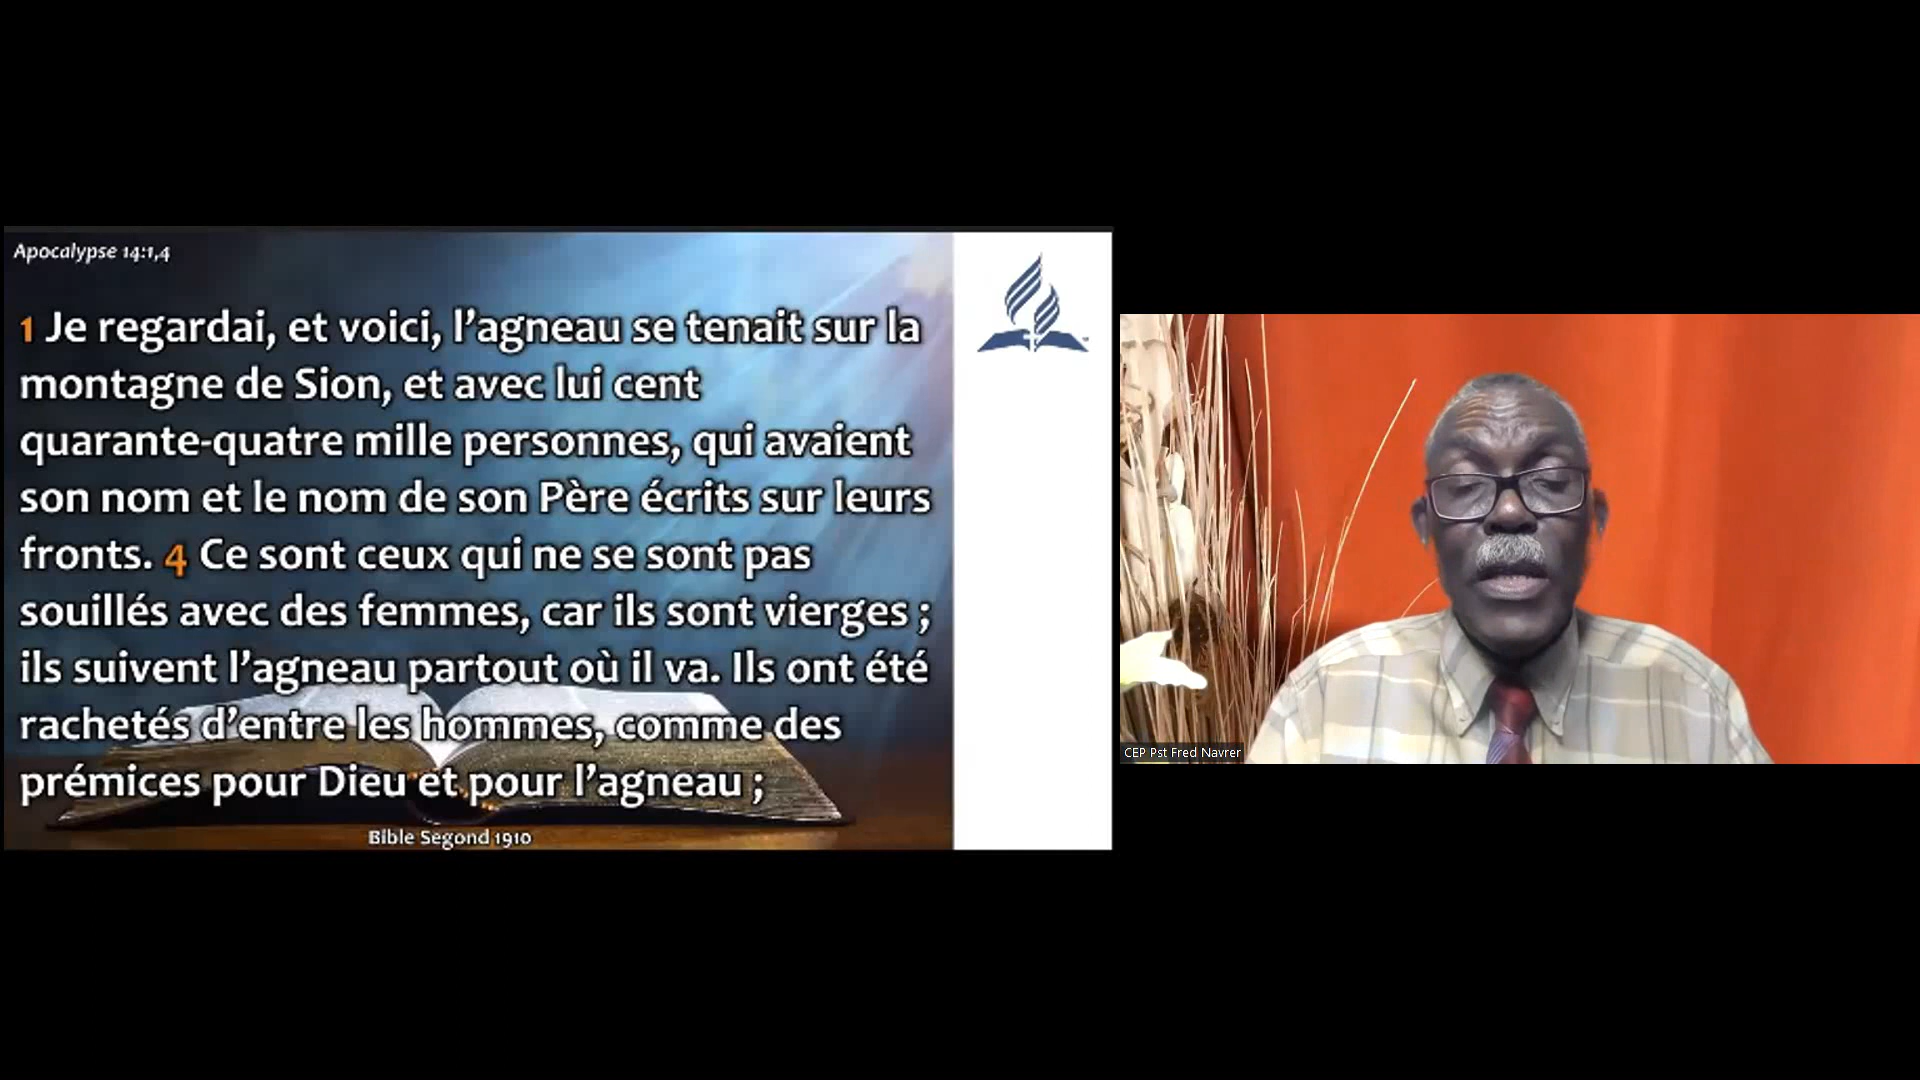 Apocalypse 14:1,4
1 Je regardai, et voici, l’agneau se tenait sur la
montagne de Sion, et avec lui cent
quarante-quatre mille personnes, qui avaient
son nom et le nom de son Père écrits sur leurs
fronts. 4 Ce sont ceux qui ne se sont pas
souillés avec des femmes, car ils sont vierges ;
ils suivent l’agneau partout où il va. Ils ont été
rachetés d’entre les hommes, comme des
prémices pour Dieu et pour l’agneau ;
Bible Segond 1910
CEP Pst Fred Navrer